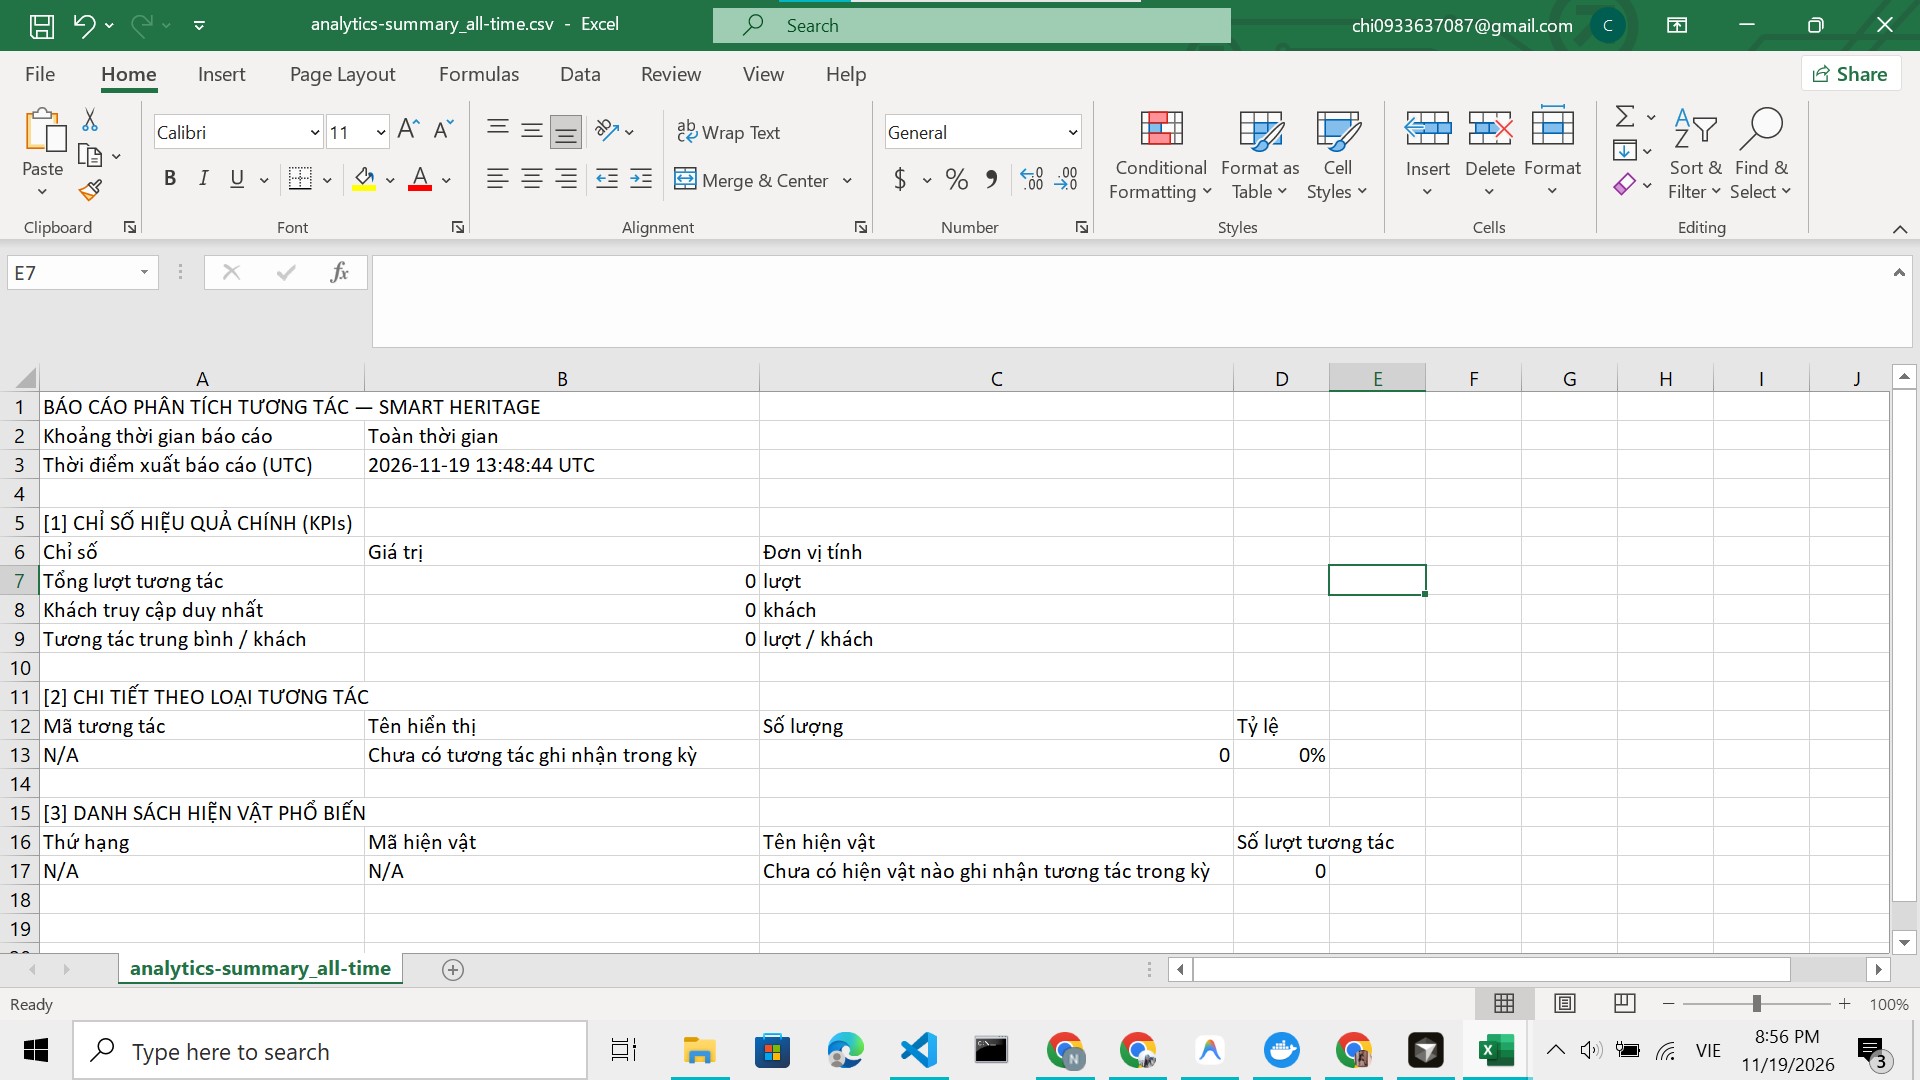 analytics-summary_all-time.csv - Excel
Search
chi0933637087@gmail.com
C
File Home Insert Page Layout Formulas Data Review View Help
Share
Paste
Clipboard
Calibri
11
B I U
Font
Wrap Text
Merge & Center
Alignment
General
$ % ,
Number
Conditional Formatting
Format as Table
Cell Styles
Styles
Insert
Delete
Format
Cells
Sort & Filter
Find & Select
Editing
E7
fx
A B C D E F G H I J
1 BÁO CÁO PHÂN TÍCH TƯƠNG TÁC — SMART HERITAGE
2 Khoảng thời gian báo cáo Toàn thời gian
3 Thời điểm xuất báo cáo (UTC) 2026-11-19 13:48:44 UTC
4
5 [1] CHỈ SỐ HIỆU QUẢ CHÍNH (KPIs)
6 Chỉ số Giá trị Đơn vị tính
7 Tổng lượt tương tác 0 lượt
8 Khách truy cập duy nhất 0 khách
9 Tương tác trung bình / khách 0 lượt / khách
10
11 [2] CHI TIẾT THEO LOẠI TƯƠNG TÁC
12 Mã tương tác Tên hiển thị Số lượng Tỷ lệ
13 N/A Chưa có tương tác ghi nhận trong kỳ 0 0%
14
15 [3] DANH SÁCH HIỆN VẬT PHỔ BIẾN
16 Thứ hạng Mã hiện vật Tên hiện vật Số lượt tương tác
17 N/A N/A Chưa có hiện vật nào ghi nhận tương tác trong kỳ 0
18
19
analytics-summary_all-time
Ready
100%
Type here to search
VIE
8:56 PM
11/19/2026
3